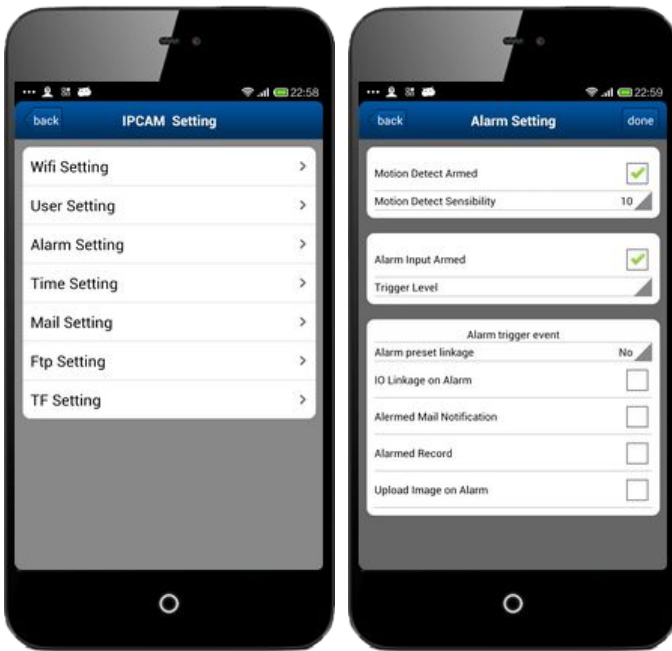 22:58
back
IPCAM Setting
Wifi Setting
User Setting
Alarm Setting
Time Setting
Mail Setting
Ftp Setting
TF Setting
22:59
back
Alarm Setting
done
Motion Detect Armed
Motion Detect Sensibility 10
Alarm Input Armed
Trigger Level
Alarm trigger event
Alarm preset linkage No
IO Linkage on Alarm
Alermed Mail Notification
Alarmed Record
Upload Image on Alarm